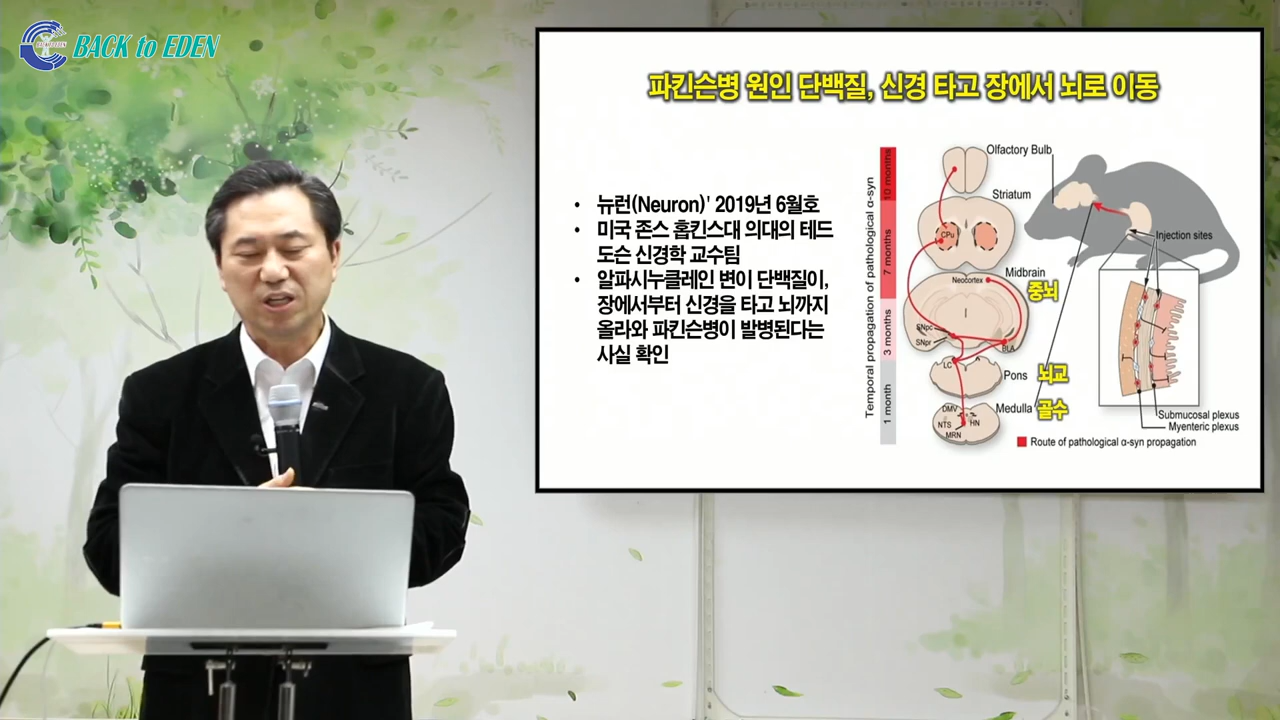 BACK to EDEN
파킨슨병 원인 단백질, 신경 타고 장에서 뇌로 이동
• 뉴런(Neuron)' 2019년 6월호
• 미국 존스 홉킨스대 의대의 테드
도슨 신경학 교수팀
• 알파시누클레인 변이 단백질이,
장에서부터 신경을 타고 뇌까지
올라와 파킨슨병이 발병된다는
사실 확인
Temporal propagation of pathological α-syn
10 months
7 months
3 months
1 month
Olfactory Bulb
Striatum
CPu
Midbrain
중뇌
Neocortex
SNpc
SNpr
BLA
LC
Pons 뇌교
Medulla 골수
DMV
NTS
HN
MRN
Injection sites
Submucosal plexus
Myenteric plexus
Route of pathological α-syn propagation